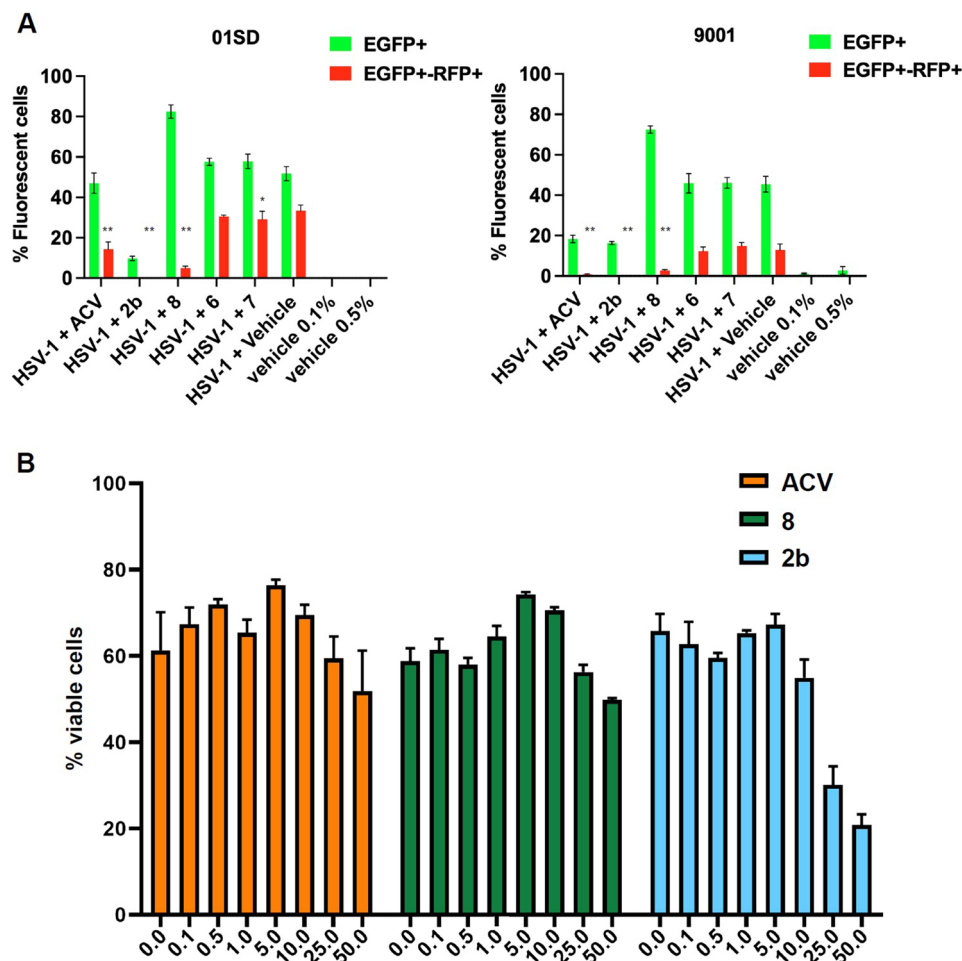 A
01SD
EGFP+
EGFP+-RFP+
% Fluorescent cells
100
80
60
40
20
0
** ** ** *
HSV-1 + ACV
HSV-1 + 2b
HSV-1 + 8
HSV-1 + 6
HSV-1 + 7
HSV-1 + Vehicle
vehicle 0.1%
vehicle 0.5%
9001
EGFP+
EGFP+-RFP+
% Fluorescent cells
100
80
60
40
20
0
** ** **
HSV-1 + ACV
HSV-1 + 2b
HSV-1 + 8
HSV-1 + 6
HSV-1 + 7
HSV-1 + Vehicle
vehicle 0.1%
vehicle 0.5%
B
ACV
8
2b
% viable cells
100
80
60
40
20
0
0.0 0.1 0.5 1.0 5.0 10.0 25.0 50.0 0.0 0.1 0.5 1.0 5.0 10.0 25.0 50.0 0.0 0.1 0.5 1.0 5.0 10.0 25.0 50.0